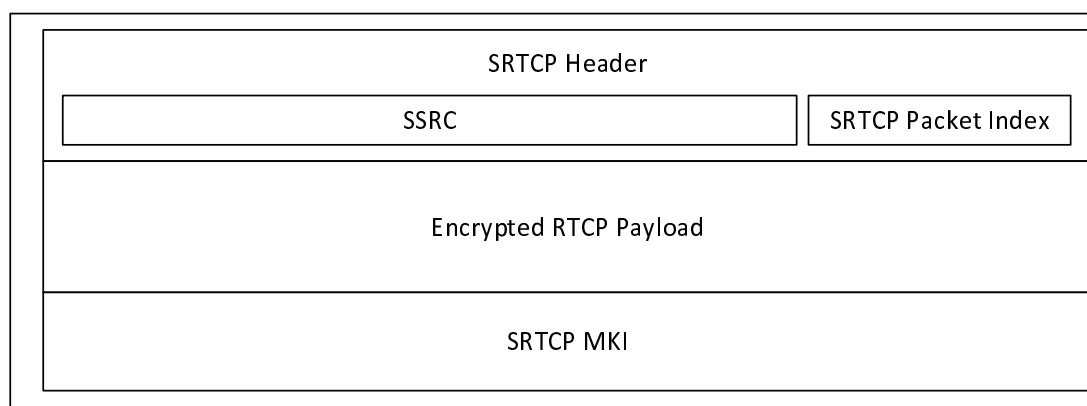 SRTCP Header
SSRC
SRTCP Packet Index
Encrypted RTCP Payload
SRTCP MKI